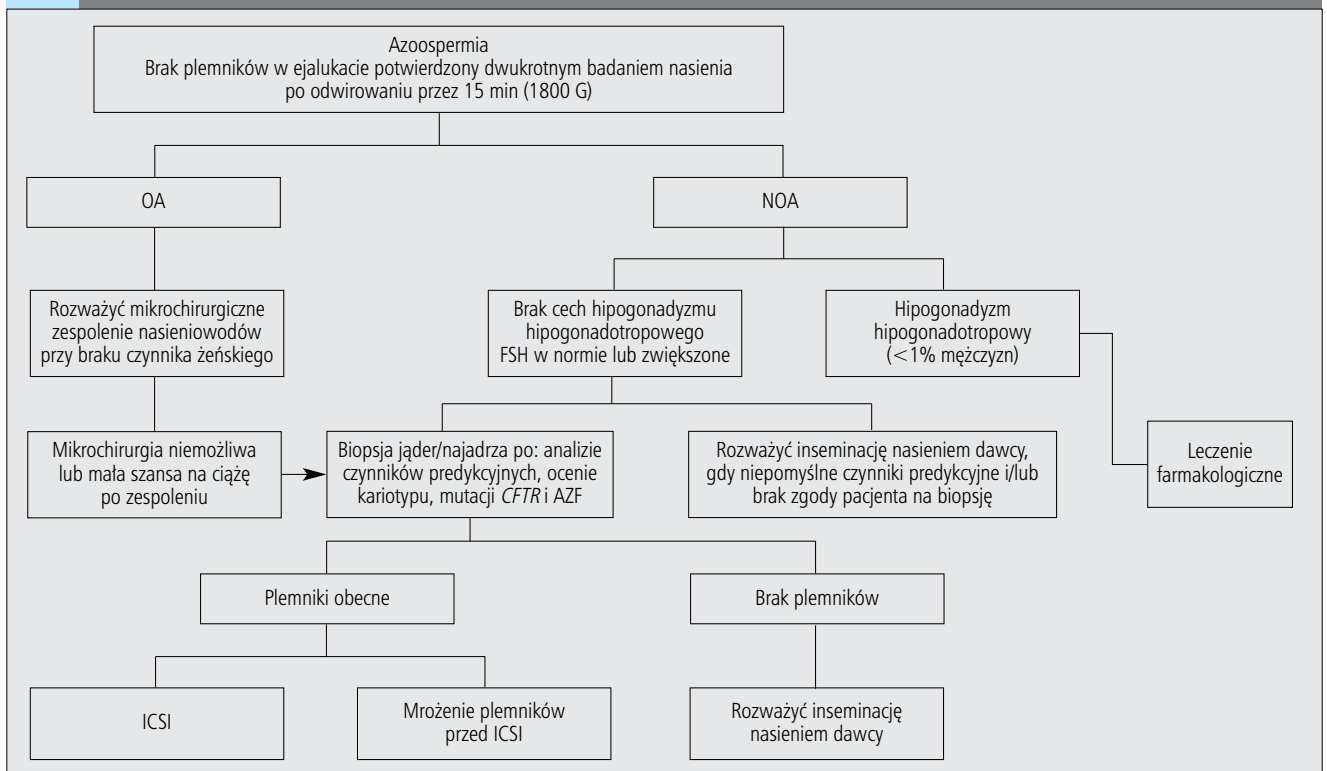 Azoospermia
Brak plemników w ejalukacie potwierdzony dwukrotnym badaniem nasienia
po odwirowaniu przez 15 min (1800 G)
OA
NOA
Rozważyć mikrochirurgiczne
zespolenie nasieniowodów
przy braku czynnika żeńskiego
Brak cech hipogonadyzmu
hipogonadotropowego
FSH w normie lub zwiększone
Hipogonadyzm
hipogonadotropowy
(<1% mężczyzn)
Mikrochirurgia niemożliwa
lub mała szansa na ciążę
po zespoleniu
Biopsja jąder/najadrza po: analizie
czynników predykcyjnych, ocenie
kariotypu, mutacji CFTR i AZF
Rozważyć inseminację nasieniem dawcy,
gdy niepomyślne czynniki predykcyjne i/lub
brak zgody pacjenta na biopsję
Leczenie
farmakologiczne
Plemniki obecne
Brak plemników
ICSI
Mrożenie plemników
przed ICSI
Rozważyć inseminację
nasieniem dawcy